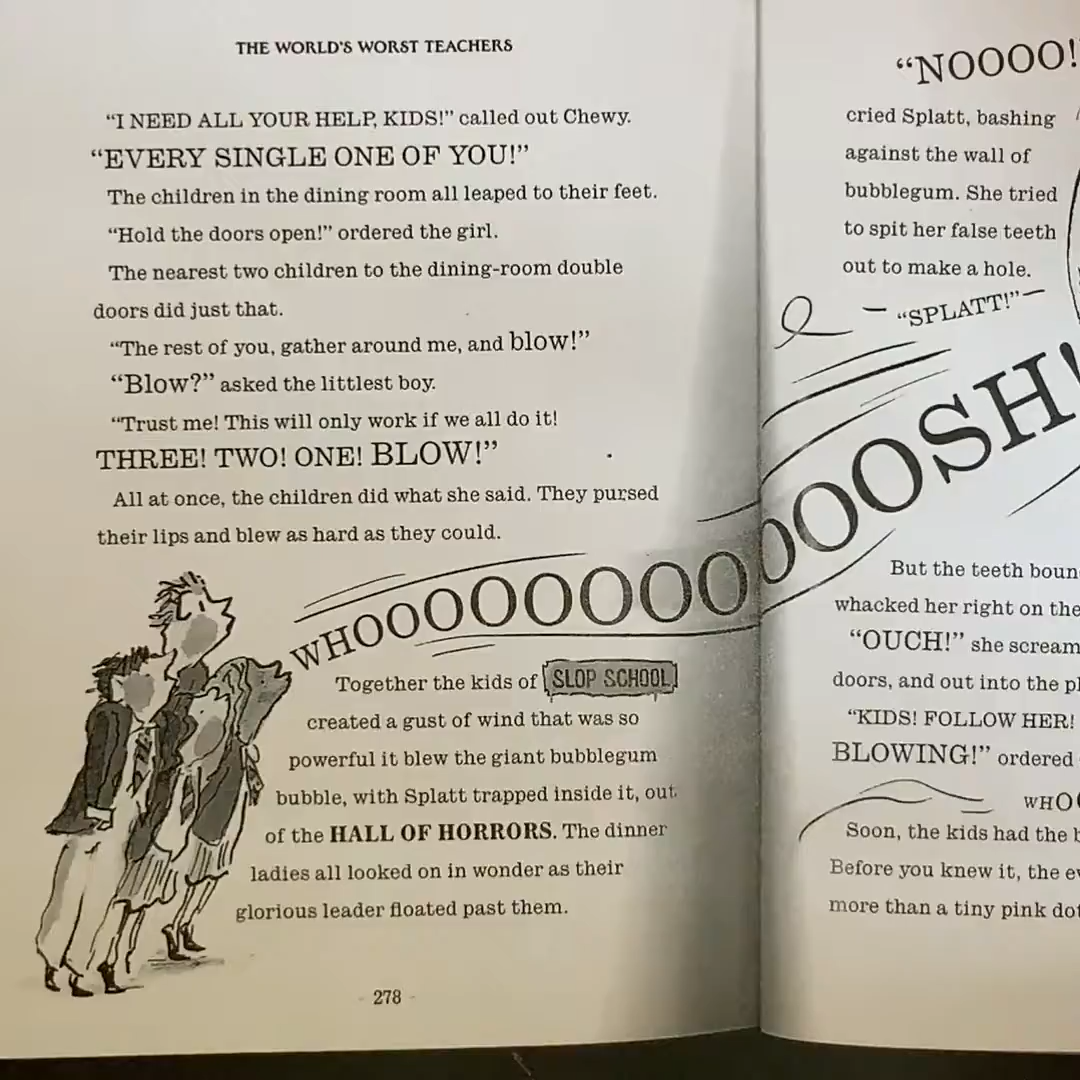 THE WORLD'S WORST TEACHERS
“I NEED ALL YOUR HELP, KIDS!” called out Chewy.
“EVERY SINGLE ONE OF YOU!”
The children in the dining room all leaped to their feet.
“Hold the doors open!” ordered the girl.
The nearest two children to the dining-room double
doors did just that.
“The rest of you, gather around me, and blow!”
“Blow?” asked the littlest boy.
“Trust me! This will only work if we all do it!
THREE! TWO! ONE! BLOW!”
All at once, the children did what she said. They pursed
their lips and blew as hard as they could.
WHOOOOOOOOOOOOSH!
Together the kids of SLOP SCHOOL
created a gust of wind that was so
powerful it blew the giant bubblegum
bubble, with Splatt trapped inside it, out
of the HALL OF HORRORS. The dinner
ladies all looked on in wonder as their
glorious leader floated past them.
278
“NOOOO!
cried Splatt, bashing
against the wall of
bubblegum. She tried
to spit her false teeth
out to make a hole.
“SPLATT!”
But the teeth
whacked her right on the
“OUCH!” she
doors, and out into the
“KIDS! FOLLOW HER!
BLOWING!” ordered
Soon, the kids had the
Before you knew it, the
more than a tiny pink